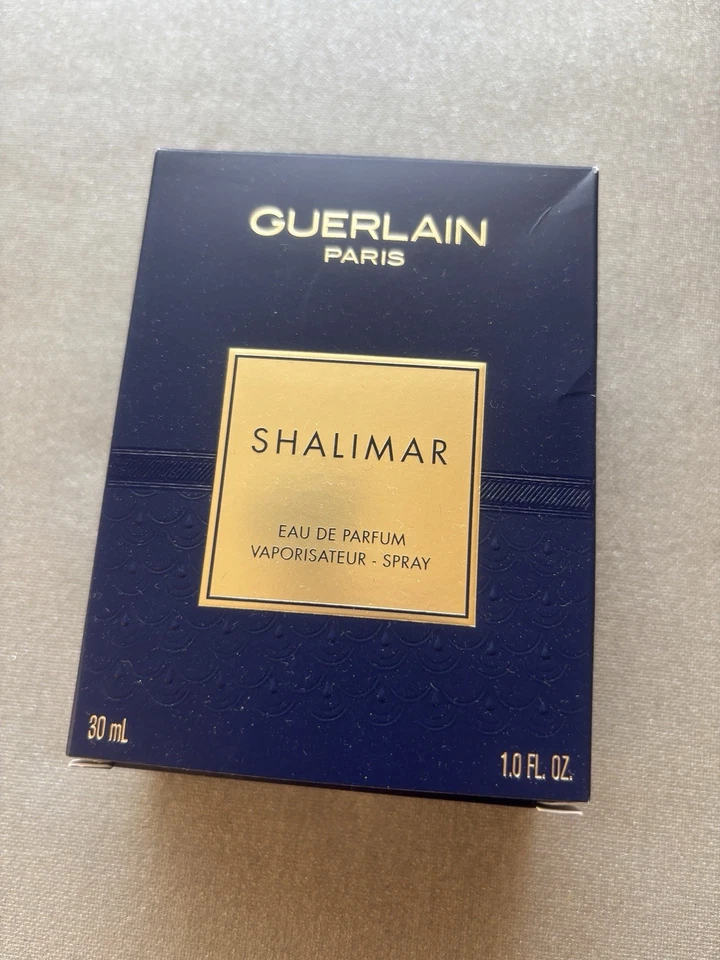 GUERLAIN
PARIS
SHALIMAR
EAU DE PARFUM
VAPORISATEUR - SPRAY
30 mL
1.0 FL. OZ.